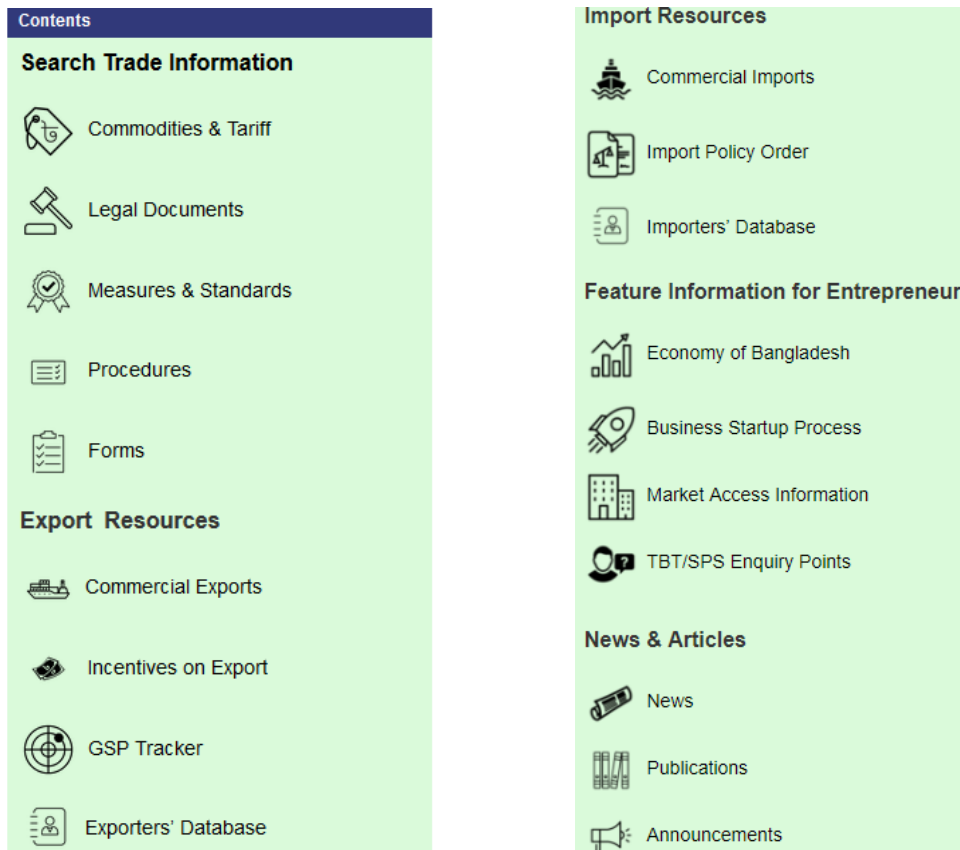 Contents
Search Trade Information
Commodities & Tariff
Legal Documents
Measures & Standards
Procedures
Forms
Export Resources
Commercial Exports
Incentives on Export
GSP Tracker
Exporters' Database
Import Resources
Commercial Imports
Import Policy Order
Importers' Database
Feature Information for Entrepreneur
Economy of Bangladesh
Business Startup Process
Market Access Information
TBT/SPS Enquiry Points
News & Articles
News
Publications
Announcements